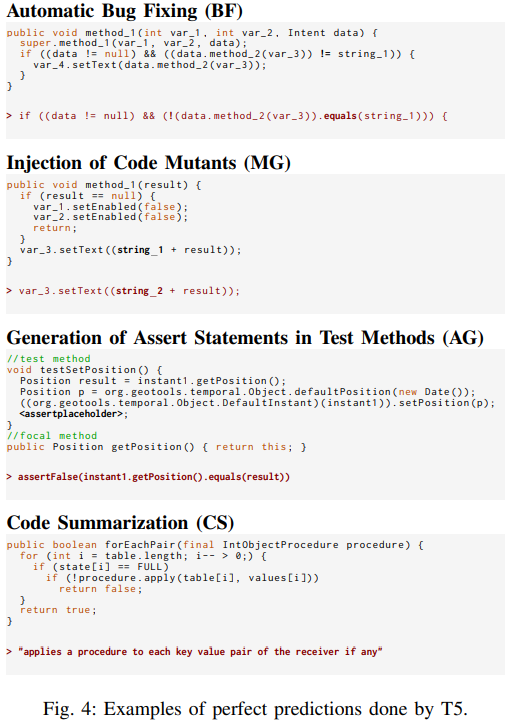 Automatic Bug Fixing (BF)
public void method_1(int var_1, int var_2, Intent data) {
super.method_1(var_1, var_2, data);
if ((data != null) && ((data.method_2(var_3)) != string_1)) {
var_4.setText(data.method_2(var_3));
}
}
> if ((data != null) && (!(data.method_2(var_3)).equals(string_1))) {
Injection of Code Mutants (MG)
public void method_1(result) {
if (result == null) {
var_1.setEnabled(false);
var_2.setEnabled(false);
return;
}
var_3.setText((string_1 + result));
}
> var_3.setText((string_2 + result));
Generation of Assert Statements in Test Methods (AG)
//test method
void testSetPosition() {
Position result = instant1.getPosition();
Position p = org.geotools.temporal.Object.defaultPosition(new Date());
((org.geotools.temporal.Object.DefaultInstant)(instant1)).setPosition(p);
<assertplaceholder>;
}
//focal method
public Position getPosition() { return this; }
> assertFalse(instant1.getPosition().equals(result))
Code Summarization (CS)
public boolean forEachPair(final IntObjectProcedure procedure) {
for (int i = table.length; i-- > 0;) {
if (state[i] == FULL)
if (!procedure.apply(table[i], values[i]))
return false;
}
return true;
}
> "applies a procedure to each key value pair of the receiver if any"
Fig. 4: Examples of perfect predictions done by T5.